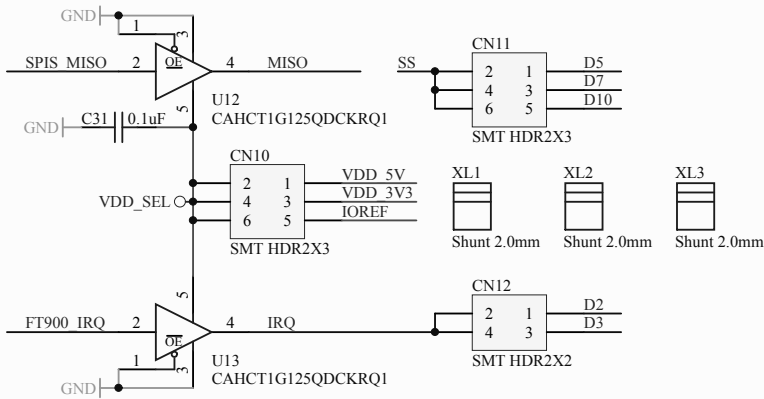 GND
1
3
SPIS_MISO
2
OE
4
MISO
5
U12
CAHCT1G125QDCKRQ1
GND
C31
0.1uF
CN11
SS
2 1 D5
4 3 D7
6 5 D10
SMT HDR2X3
CN10
2 1 VDD_5V
VDD_SEL 4 3 VDD_3V3
6 5 IOREF
SMT HDR2X3
XL1 XL2 XL3
Shunt 2.0mm Shunt 2.0mm Shunt 2.0mm
5
FT900_IRQ
2
OE
4
IRQ
1
3
U13
CAHCT1G125QDCKRQ1
GND
CN12
2 1 D2
4 3 D3
SMT HDR2X2